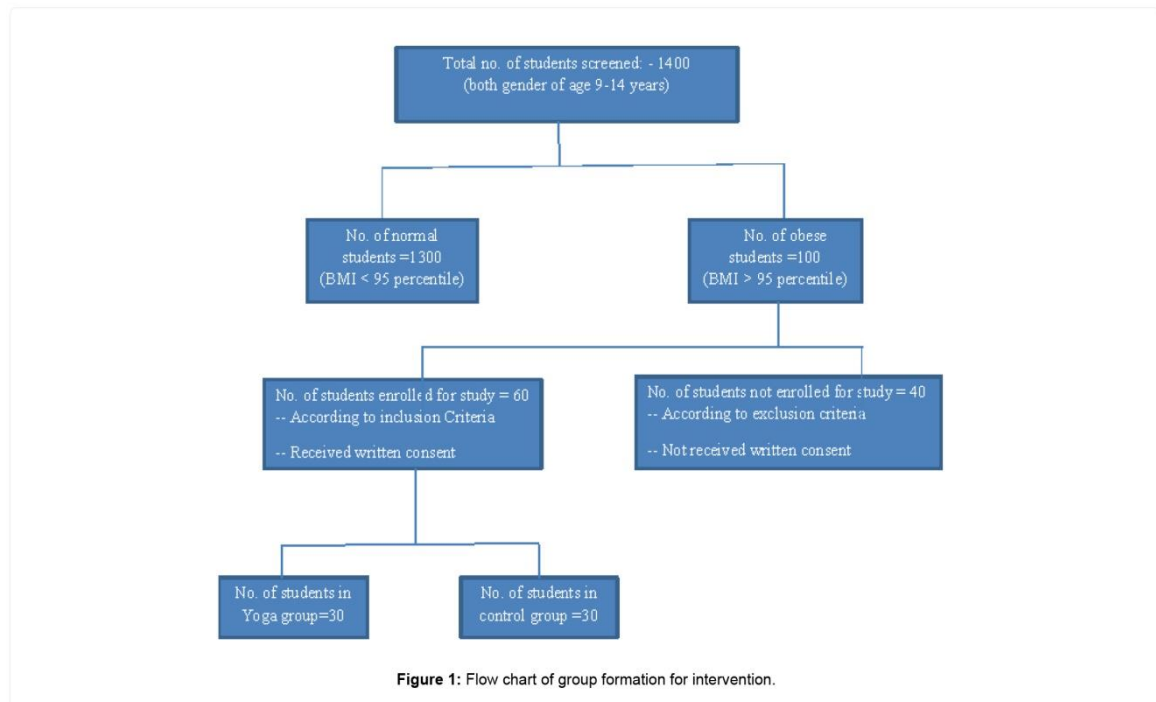 Total no. of students screened: - 1400
(both gender of age 9-14 years)
No. of normal
students =1300
(BMI < 95 percentile)
No. of obese
students =100
(BMI > 95 percentile)
No. of students enrolled for study = 60
-- According to inclusion Criteria
-- Received written consent
No. of students not enrolled for study = 40
-- According to exclusion criteria
-- Not received written consent
No. of students in
Yoga group=30
No. of students in
control group =30
Figure 1: Flow chart of group formation for intervention.